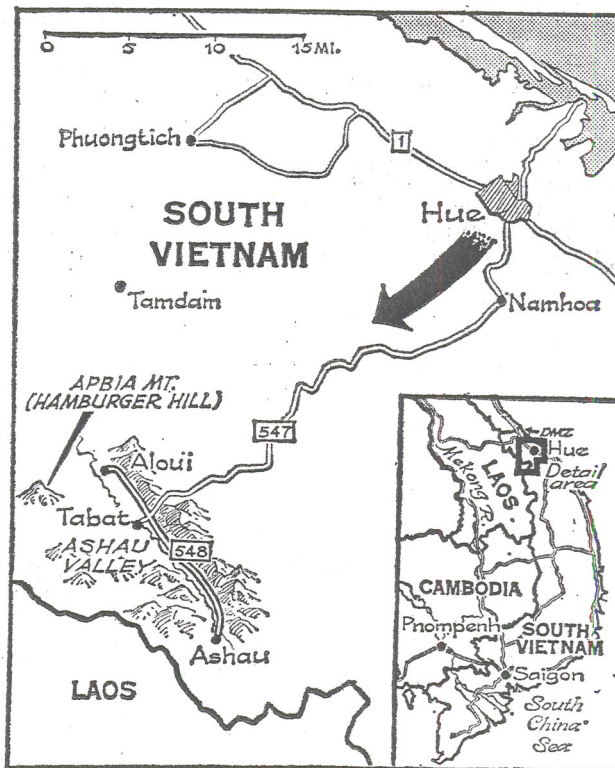 0 5 10 15 MI.
Phuongtich
1
SOUTH
VIETNAM
Hue
Tamdam
Namhoa
APBIA MT.
(HAMBURGER HILL)
547
Aloui
Tabat
ASHAU
VALLEY
548
Ashau
LAOS
DMZ
Hue
Detail
area
LAOS
Mekong R.
CAMBODIA
Pnompenh
SOUTH
VIETNAM
Saigon
South
China
Sea